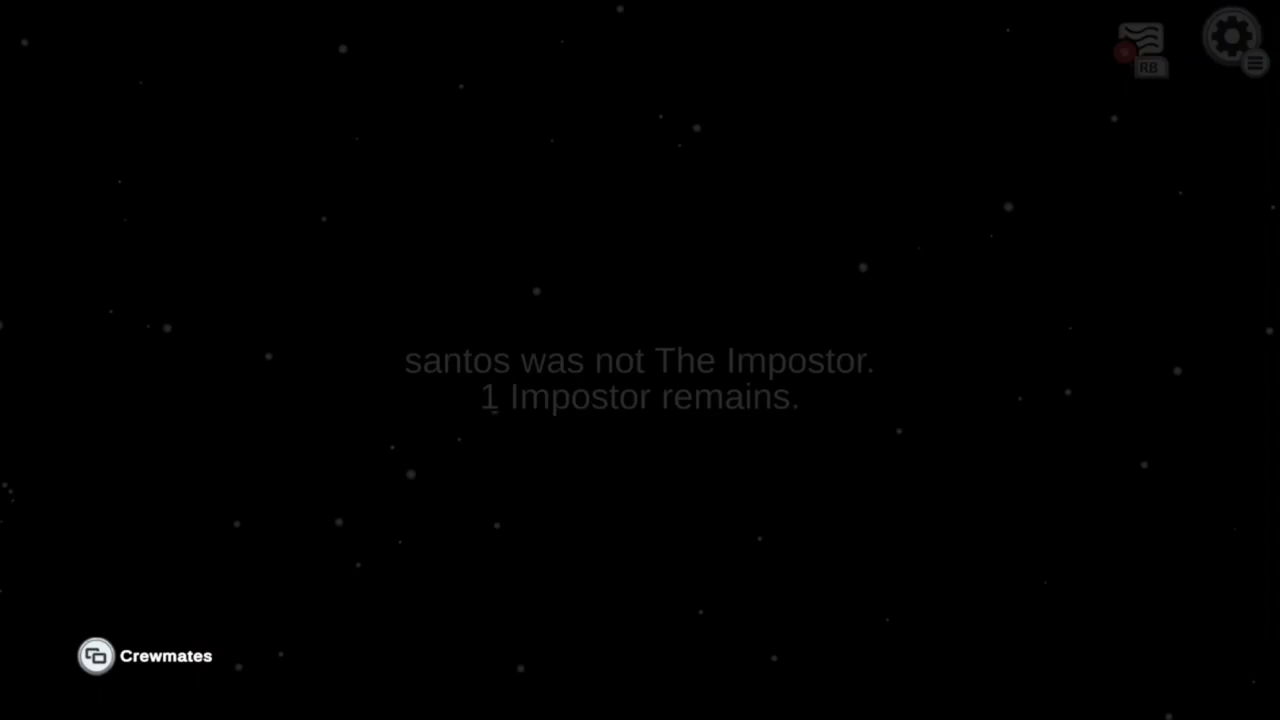 RB
santos was not The Impostor.
1 Impostor remains.
Crewmates